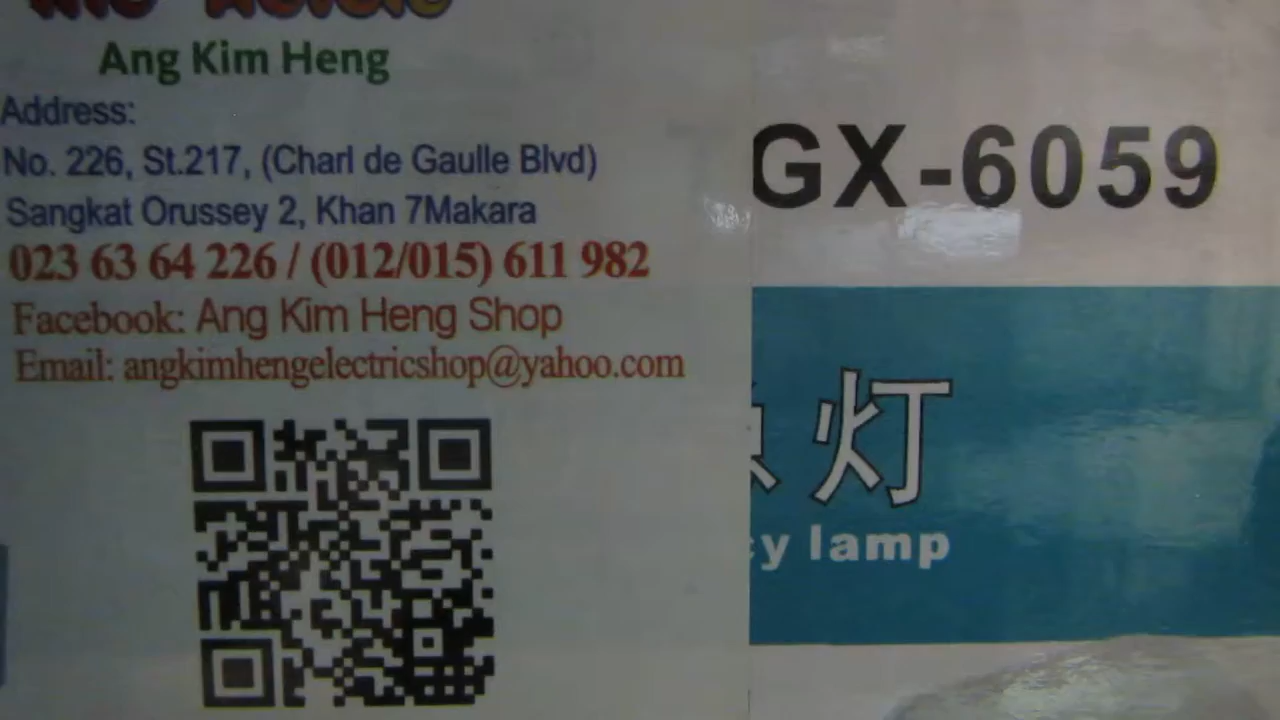 Ang Kim Heng
Address:
No. 226, St.217, (Charl de Gaulle Blvd)
Sangkat Orussey 2, Khan 7Makara
023 63 64 226 / (012/015) 611 982
Facebook: Ang Kim Heng Shop
Email: angkimhengelectricshop@yahoo.com
GX-6059
灯
lamp